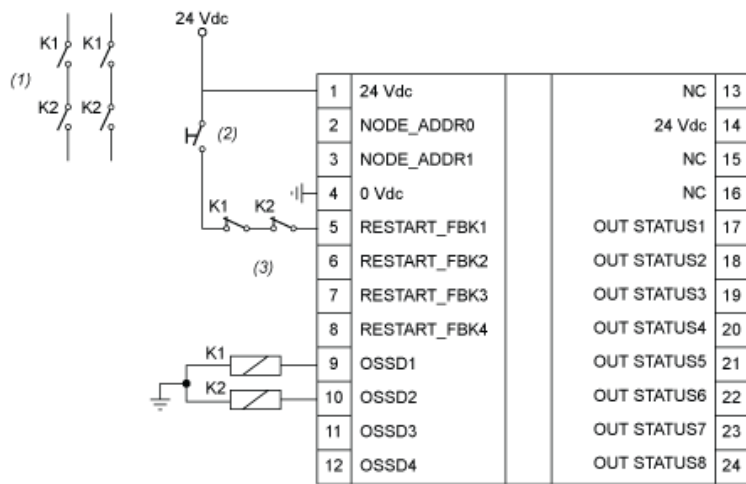 24 Vdc
K1 K1
(1)
K2 K2
(2)
K1 K2
(3)
K1
K2
1 24 Vdc NC 13
2 NODE_ADDR0 24 Vdc 14
3 NODE_ADDR1 NC 15
4 0 Vdc NC 16
5 RESTART_FBK1 OUT STATUS1 17
6 RESTART_FBK2 OUT STATUS2 18
7 RESTART_FBK3 OUT STATUS3 19
8 RESTART_FBK4 OUT STATUS4 20
9 OSSD1 OUT STATUS5 21
10 OSSD2 OUT STATUS6 22
11 OSSD3 OUT STATUS7 23
12 OSSD4 OUT STATUS8 24